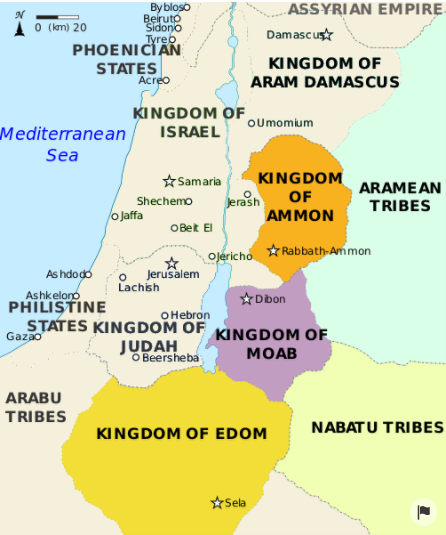 ASSYRIAN EMPIRE
Byblos
Beirut
Sidon
Tyre
N
0 (km) 20
PHOENICIAN
STATES
Damascus
KINGDOM OF
ARAM DAMASCUS
Acre
KINGDOM OF
ISRAEL
Umomium
Mediterranean
Sea
Samaria
Shechem
Jerash
KINGDOM
OF
AMMON
ARAMEAN
TRIBES
Jaffa
Beit El
Rabbath-Ammon
Jericho
Ashdod
Jerusalem
Lachish
Ashkelon
Dibon
PHILISTINE
STATES
Hebron
KINGDOM OF
JUDAH
Gaza
Beersheba
KINGDOM OF
MOAB
ARABU
TRIBES
KINGDOM OF EDOM
NABATU TRIBES
Sela